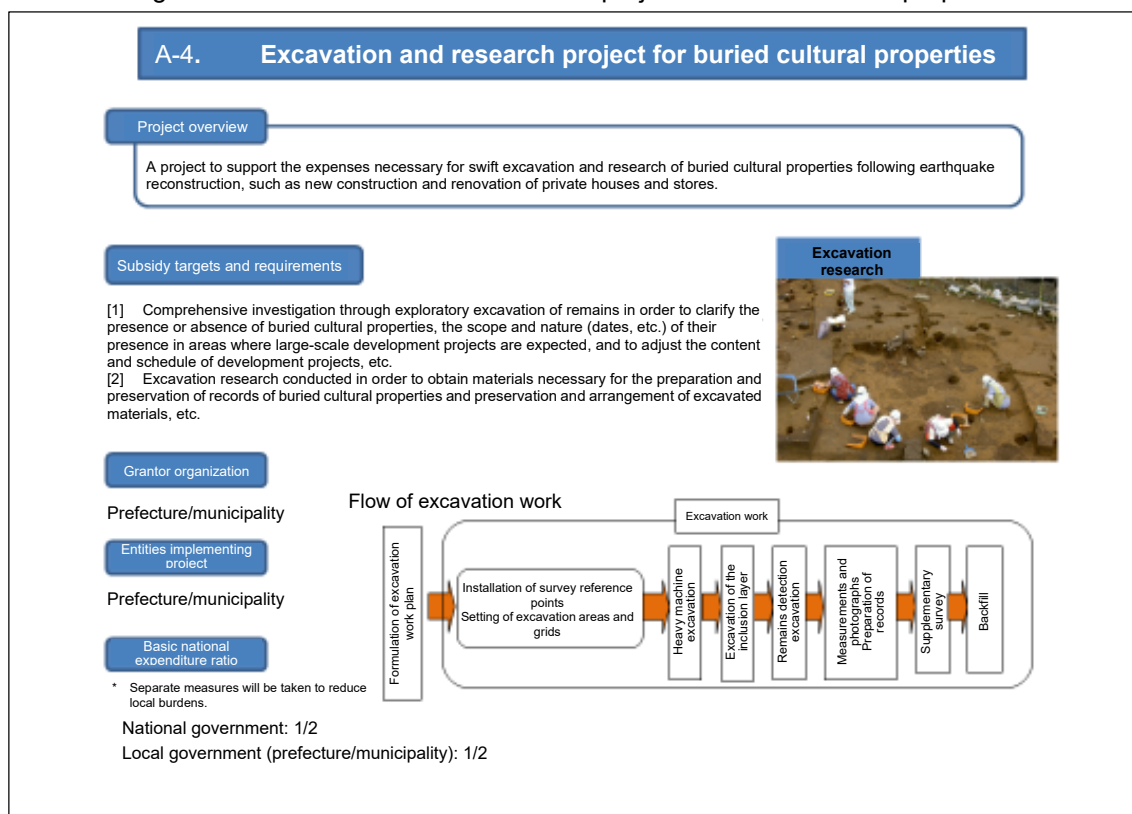 A-4. Excavation and research project for buried cultural properties
Project overview
A project to support the expenses necessary for swift excavation and research of buried cultural properties following earthquake
reconstruction, such as new construction and renovation of private houses and stores.
Subsidy targets and requirements
[1] Comprehensive investigation through exploratory excavation of remains in order to clarify the
presence or absence of buried cultural properties, the scope and nature (dates, etc.) of their
presence in areas where large-scale development projects are expected, and to adjust the content
and schedule of development projects, etc.
[2] Excavation research conducted in order to obtain materials necessary for the preparation and
preservation of records of buried cultural properties and preservation and arrangement of excavated
materials, etc.
Excavation
research
Grantor organization
Prefecture/municipality
Entities implementing
project
Prefecture/municipality
Basic national
expenditure ratio
* Separate measures will be taken to reduce
local burdens.
National government: 1/2
Local government (prefecture/municipality): 1/2
Flow of excavation work
Excavation work
Formulation of excavation
work plan
Installation of survey reference
points
Setting of excavation areas and
grids
Heavy machine
excavation
Excavation of the
inclusion layer
Remains detection
excavation
Measurements and
photographs
Preparation of
records
Supplementary
survey
Backfill